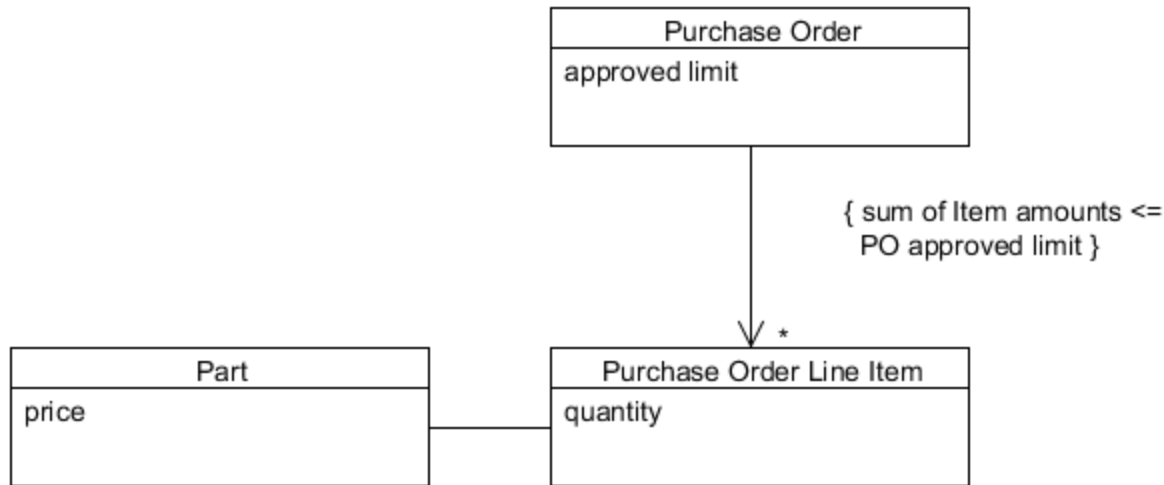 Purchase Order
approved limit
{ sum of Item amounts <=
PO approved limit }
*
Part
price
Purchase Order Line Item
quantity